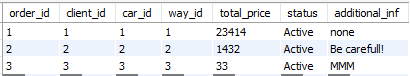 order_id client_id car_id way_id total_price status additional_inf
1 1 1 1 23414 Active none
2 2 2 2 1432 Active Be carefull!
3 3 3 3 33 Active MMM